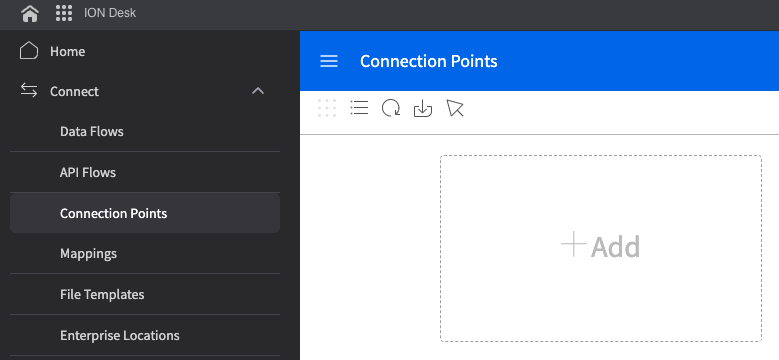 ION Desk
Home
Connect
Data Flows
API Flows
Connection Points
Mappings
File Templates
Enterprise Locations
Connection Points
Add